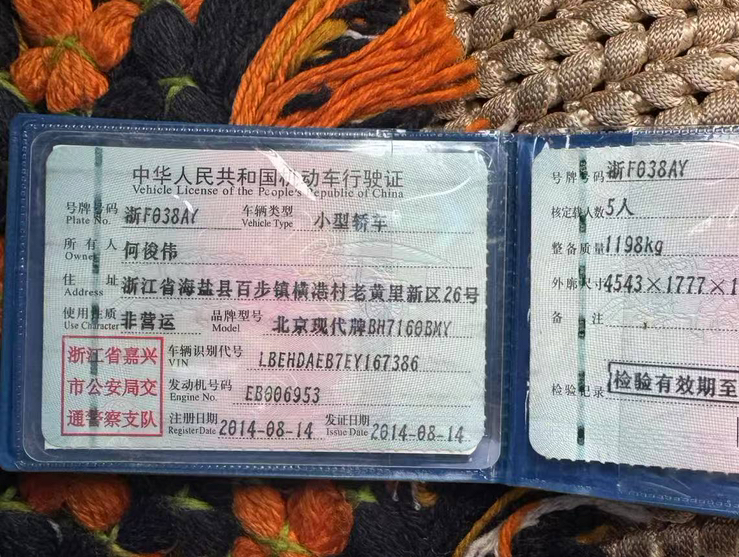 中华人民共和国机动车行驶证
Vehicle License of the People's Republic of China
号牌号码 浙F038AY 车辆类型 小型轿车
Plate No. Vehicle Type
所有人 何俊伟
Owner
住址 浙江省海盐县百步镇横港村老黄里新区26号
Address
使用性质 非营运 品牌型号 北京现代牌BH7160BMY
Use Character Model
浙江省嘉兴
市公安局交
通警察支队
车辆识别代号 LBEHDAEB7EY167386
VIN
发动机号码 EB006953
Engine No.
注册日期 2014-08-14 发证日期 2014-08-14
Register Date Issue Date
号牌号码 浙F038AY
核定载人数 5人
整备质量 1198kg
外廓尺寸 4543×1777×1
备注
检验记录 检验有效期至